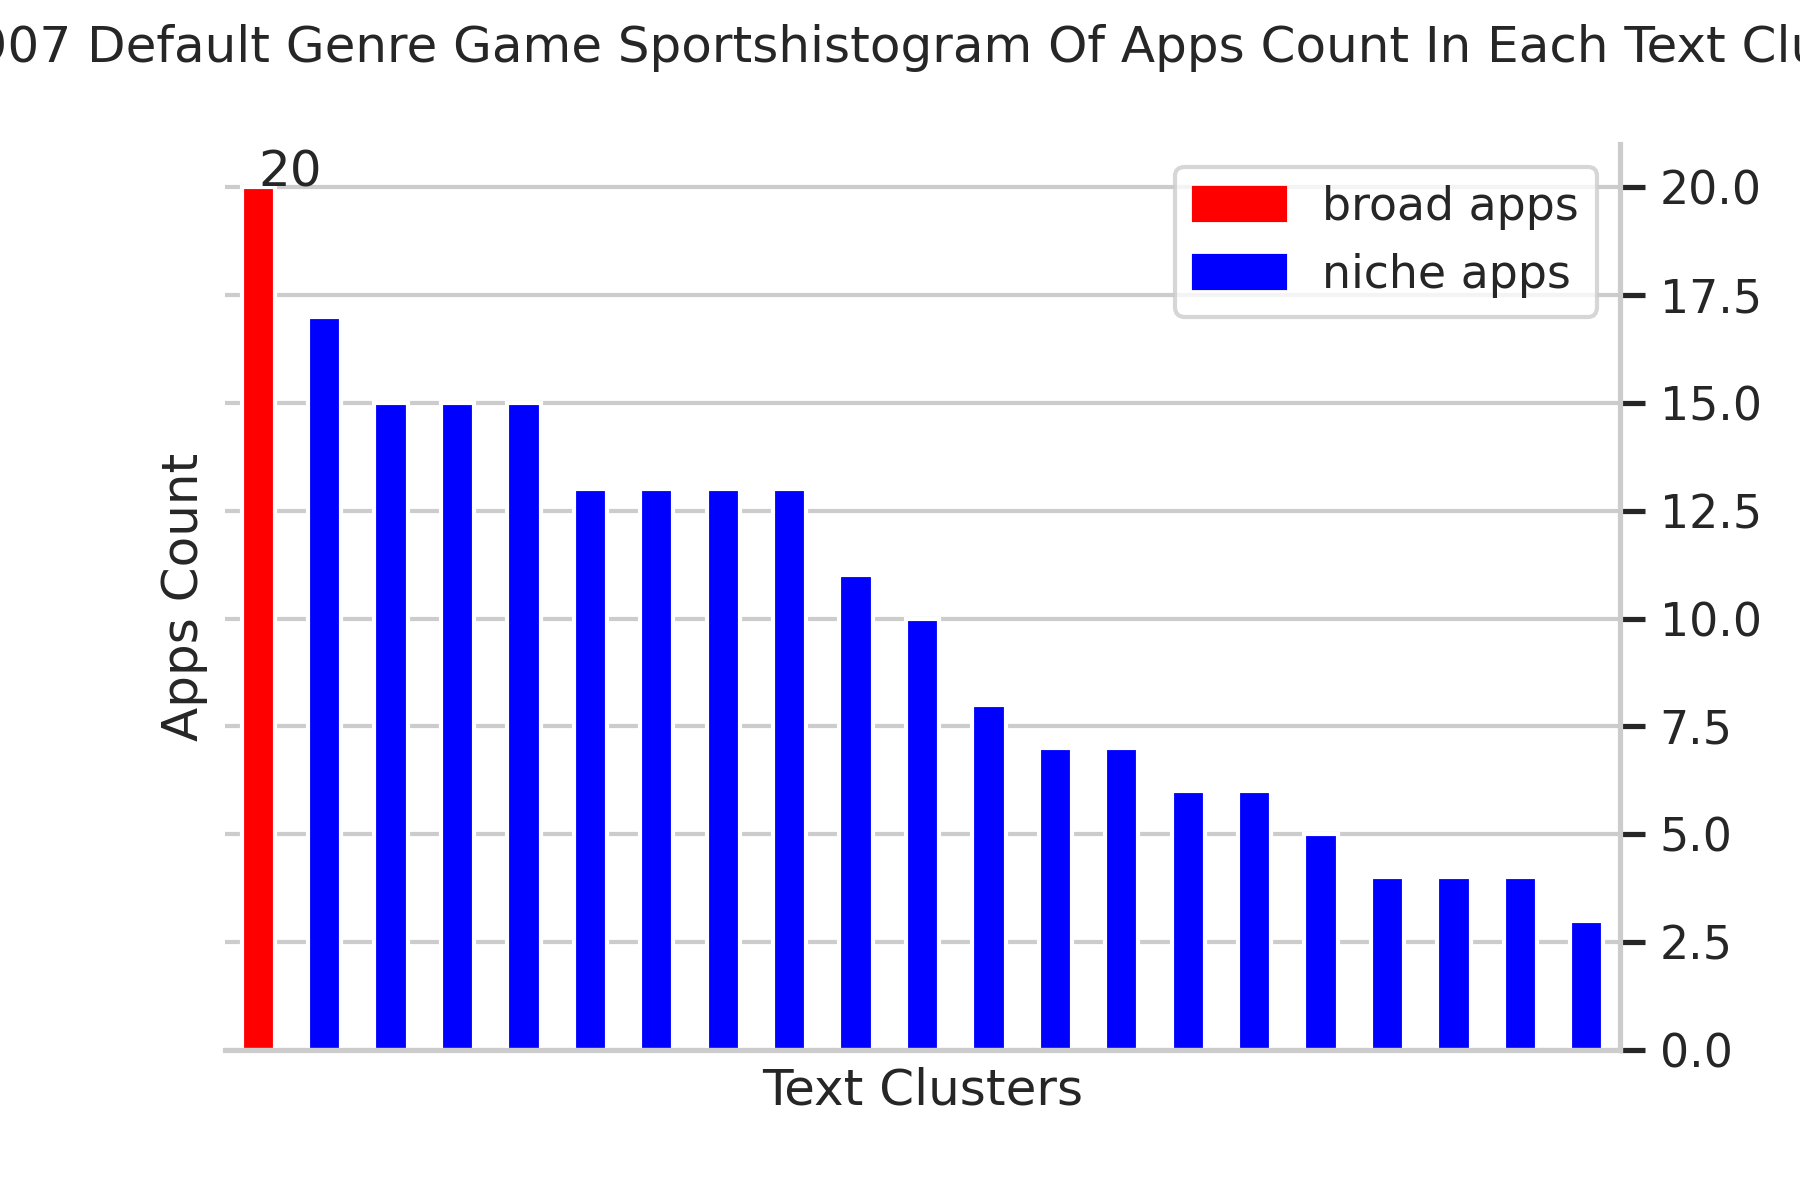 007 Default Genre Game Sportshistogram Of Apps Count In Each Text Clu
20
broad apps
niche apps
20.0
17.5
15.0
12.5
10.0
7.5
5.0
2.5
0.0
Apps Count
Text Clusters